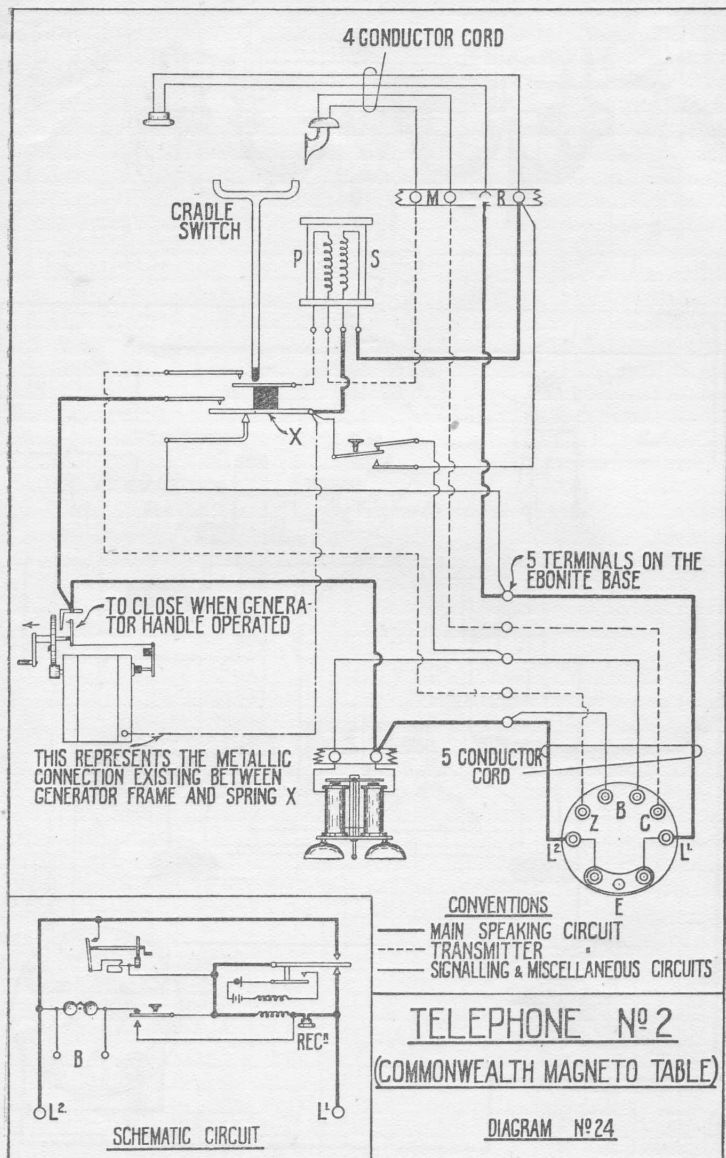 4 CONDUCTOR CORD
CRADLE
SWITCH
M
R
P
S
X
5 TERMINALS ON THE
EBONITE BASE
TO CLOSE WHEN GENERA-
TOR HANDLE OPERATED
THIS REPRESENTS THE METALLIC
CONNECTION EXISTING BETWEEN
GENERATOR FRAME AND SPRING X
5 CONDUCTOR
CORD
Z
B
C
L².
L¹.
E
CONVENTIONS
MAIN SPEAKING CIRCUIT
TRANSMITTER "
SIGNALLING & MISCELLANEOUS CIRCUITS
B
RECᴿ
L².
L¹.
SCHEMATIC CIRCUIT
TELEPHONE Nº 2
(COMMONWEALTH MAGNETO TABLE)
DIAGRAM Nº 24